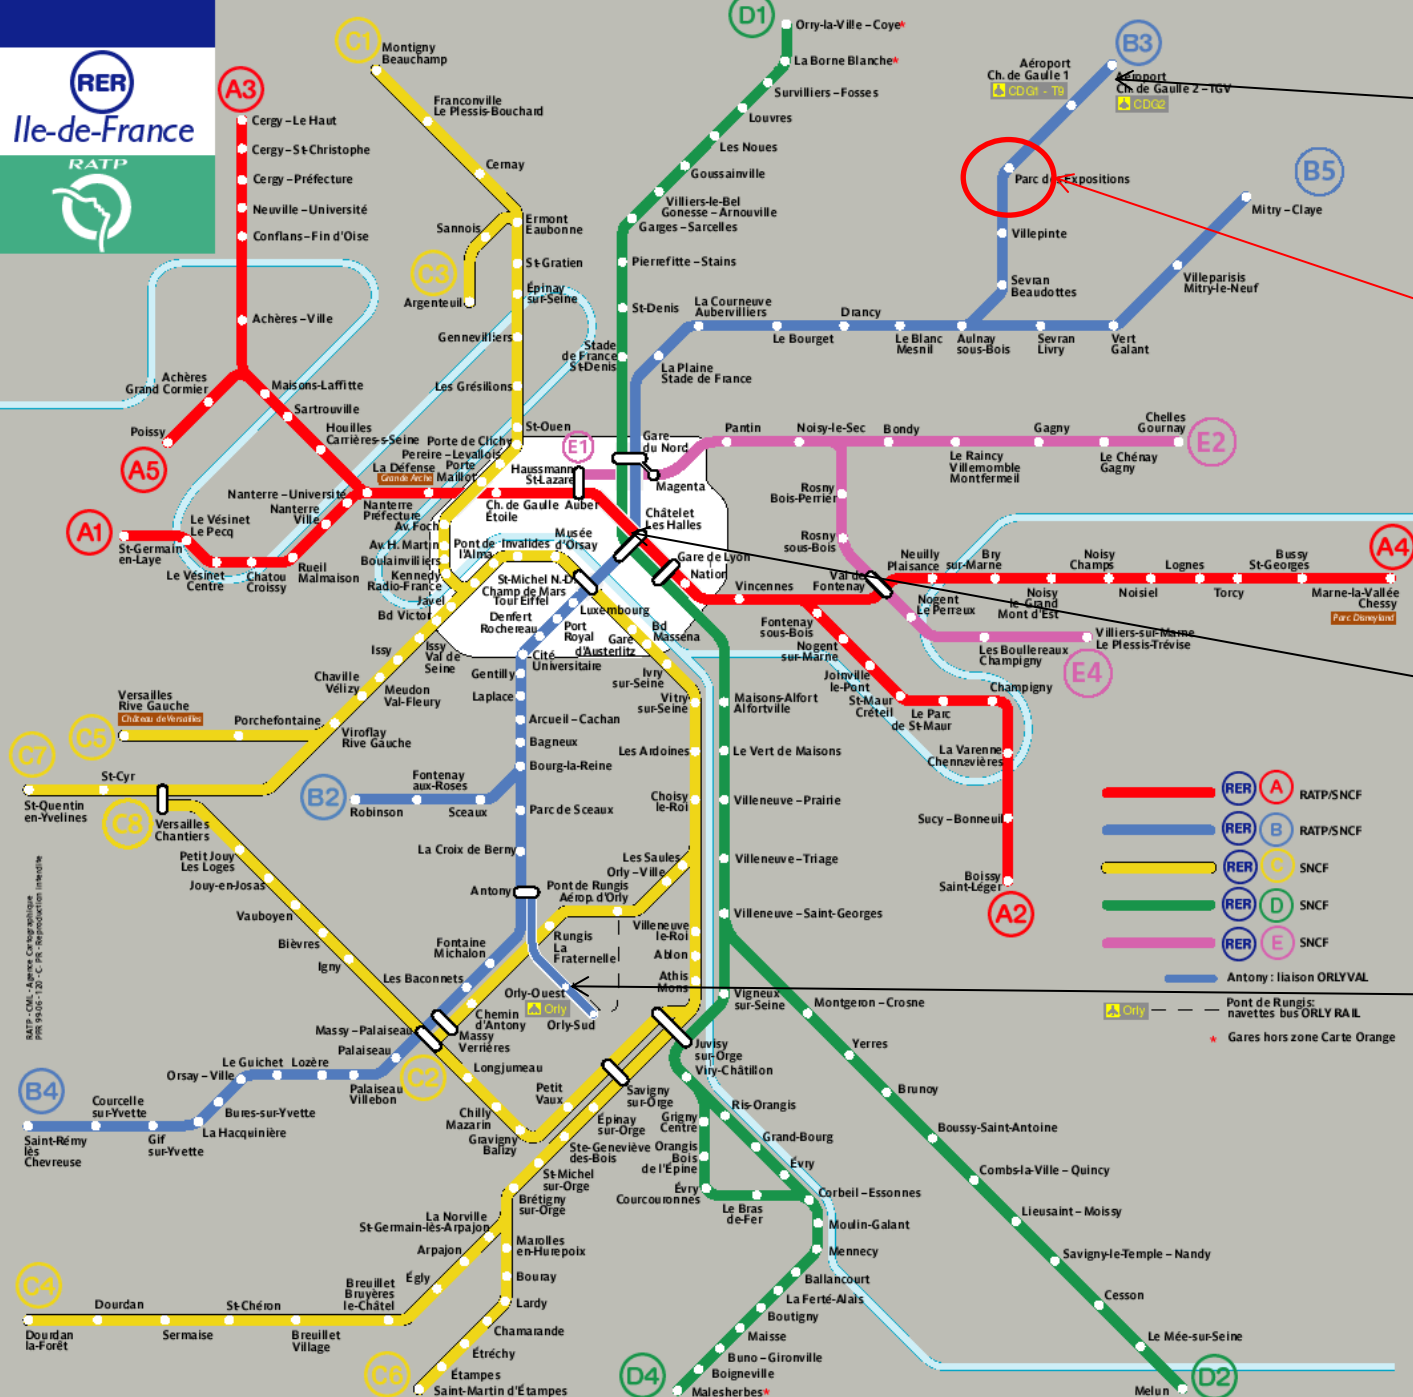 RER
Ile-de-France
RATP
A3
Cergy – Le Haut
Cergy – St-Christophe
Cergy – Préfecture
Neuville – Université
Conflans – Fin d'Oise
Achères – Ville
Achères
Grand Cormier
Poissy
A5
Maisons-Laffitte
Sartrouville
Houilles
Carrières-s-Seine
La Défense
Grande Arche
Nanterre – Université
Nanterre
Ville
Nanterre
Préfecture
A1
St-Germain
en-Laye
Le Vésinet
Le Pecq
Le Vésinet
Centre
Chatou
Croissy
Rueil
Malmaison
C1
Montigny
Beauchamp
Franconville
Le Plessis-Bouchard
Cernay
Ermont
Eaubonne
Sannois
C3
Argenteuil
St-Gratien
Épinay
sur-Seine
Gennevilliers
Les Grésillons
St-Ouen
Porte de Clichy
Pereire – Levallois
Porte
Maillot
Av. Foch
Av. H. Martin
Boulainvilliers
Kennedy
Radio-France
Javel
Bd Victor
Issy
Issy
Val de
Seine
Meudon
Val-Fleury
Chaville
Vélizy
Viroflay
Rive Gauche
Porchefontaine
Versailles
Rive Gauche
Château de Versailles
C5
C7
St-Cyr
St-Quentin
en-Yvelines
C8
Versailles
Chantiers
Petit Jouy
Les Loges
Jouy-en-Josas
Vauboyen
Bièvres
Igny
Massy – Palaiseau
D1
Orry-la-Ville – Coye*
La Borne Blanche*
Survilliers – Fosses
Louvres
Les Noues
Goussainville
Villiers-le-Bel
Gonesse – Arnouville
Garges – Sarcelles
Pierrefitte – Stains
St-Denis
Stade
de France
St-Denis
B3
Aéroport
Ch. de Gaulle 1
CDG1 - T9
Aéroport
Ch. de Gaulle 2 – TGV
CDG2
Parc des Expositions
Villepinte
Sevran
Beaudottes
B5
Mitry – Claye
Villeparisis
Mitry-le-Neuf
Vert
Galant
Sevran
Livry
Aulnay
sous-Bois
Le Blanc
Mesnil
Drancy
Le Bourget
La Courneuve
Aubervilliers
La Plaine
Stade de France
Gare
du Nord
Magenta
E1
Haussmann
St-Lazare
Ch. de Gaulle
Étoile
Auber
Châtelet
Les Halles
Gare de Lyon
Nation
Pont de
l'Alma
Invalides
Musée
d'Orsay
St-Michel N.-D.
Champ de Mars
Tour Eiffel
Luxembourg
Denfert
Rochereau
Port
Royal
Gare
d'Austerlitz
Bd
Masséna
Cité
Universitaire
Pantin
Noisy-le-Sec
Bondy
Le Raincy
Villemomble
Montfermeil
Gagny
Le Chénay
Gagny
Chelles
Gournay
E2
Rosny
Bois-Perrier
Rosny
sous-Bois
Val de
Fontenay
Nogent
Le Perreux
Les Boullereaux
Champigny
Villiers-sur-Marne
Le Plessis-Trévise
E4
Vincennes
Neuilly
Plaisance
Bry
sur-Marne
Noisy
le-Grand
Mont d'Est
Noisy
Champs
Noisiel
Lognes
Torcy
Bussy
St-Georges
Marne-la-Vallée
Chessy
Parc Disneyland
A4
Fontenay
sous-Bois
Nogent
sur-Marne
Joinville
le-Pont
St-Maur
Créteil
Le Parc
de St-Maur
Champigny
La Varenne
Chennevières
Sucy – Bonneuil
Boissy
Saint-Léger
A2
Gentilly
Laplace
Arcueil – Cachan
Bagneux
Bourg-la-Reine
B2
Robinson
Fontenay
aux-Roses
Sceaux
Parc de Sceaux
La Croix de Berny
Antony
Fontaine
Michalon
Les Baconnets
Massy
Verrières
Chemin
d'Antony
Palaiseau
Palaiseau
Villebon
Lozère
Le Guichet
Orsay – Ville
Bures-sur-Yvette
La Hacquinière
Gif
sur-Yvette
Courcelle
sur-Yvette
Saint-Rémy
lès
Chevreuse
B4
C2
Longjumeau
Chilly
Mazarin
Gravigny
Balizy
Petit
Vaux
Savigny
sur-Orge
Ivry
sur-Seine
Vitry
sur-Seine
Les Ardoines
Choisy
le-Roi
Les Saules
Orly – Ville
Pont de Rungis
Aérop. d'Orly
Rungis
La
Fraternelle
Orly-Ouest
Orly
Orly-Sud
Villeneuve
le-Roi
Ablon
Athis
Mons
Juvisy
sur-Orge
Épinay
sur-Orge
Ste-Geneviève
des-Bois
St-Michel
sur-Orge
Brétigny
sur-Orge
La Norville
St-Germain-lès-Arpajon
Arpajon
Égly
Breuillet
Bruyères
le-Châtel
Breuillet
Village
St-Chéron
Sermaise
Dourdan
Dourdan
la-Forêt
C4
Marolles
en-Hurepoix
Bouray
Lardy
Chamarande
Étréchy
Étampes
Saint-Martin d'Étampes
C6
Maisons-Alfort
Alfortville
Le Vert de Maisons
Villeneuve – Prairie
Villeneuve – Triage
Villeneuve – Saint-Georges
Vigneux
sur-Seine
Viry-Châtillon
Ris-Orangis
Grand-Bourg
Évry
Corbeil – Essonnes
Grigny
Centre
Orangis
Bois
de l'Épine
Évry
Courcouronnes
Le Bras
de-Fer
Moulin-Galant
Mennecy
Ballancourt
La Ferté-Alais
Boutigny
Maisse
Buno – Gironville
Boigneville
Malesherbes*
D4
Montgeron – Crosne
Yerres
Brunoy
Boussy-Saint-Antoine
Combs-la-Ville – Quincy
Lieusaint – Moissy
Savigny-le-Temple – Nandy
Cesson
Le Mée-sur-Seine
Melun
D2
RER A RATP/SNCF
RER B RATP/SNCF
RER C SNCF
RER D SNCF
RER E SNCF
Antony : liaison ORLYVAL
Orly
Pont de Rungis:
navettes bus ORLY RAIL
* Gares hors zone Carte Orange
RATP - CML - Agence Cartographique
PPR 99-06 - 120 - C - PR - Reproduction interdite